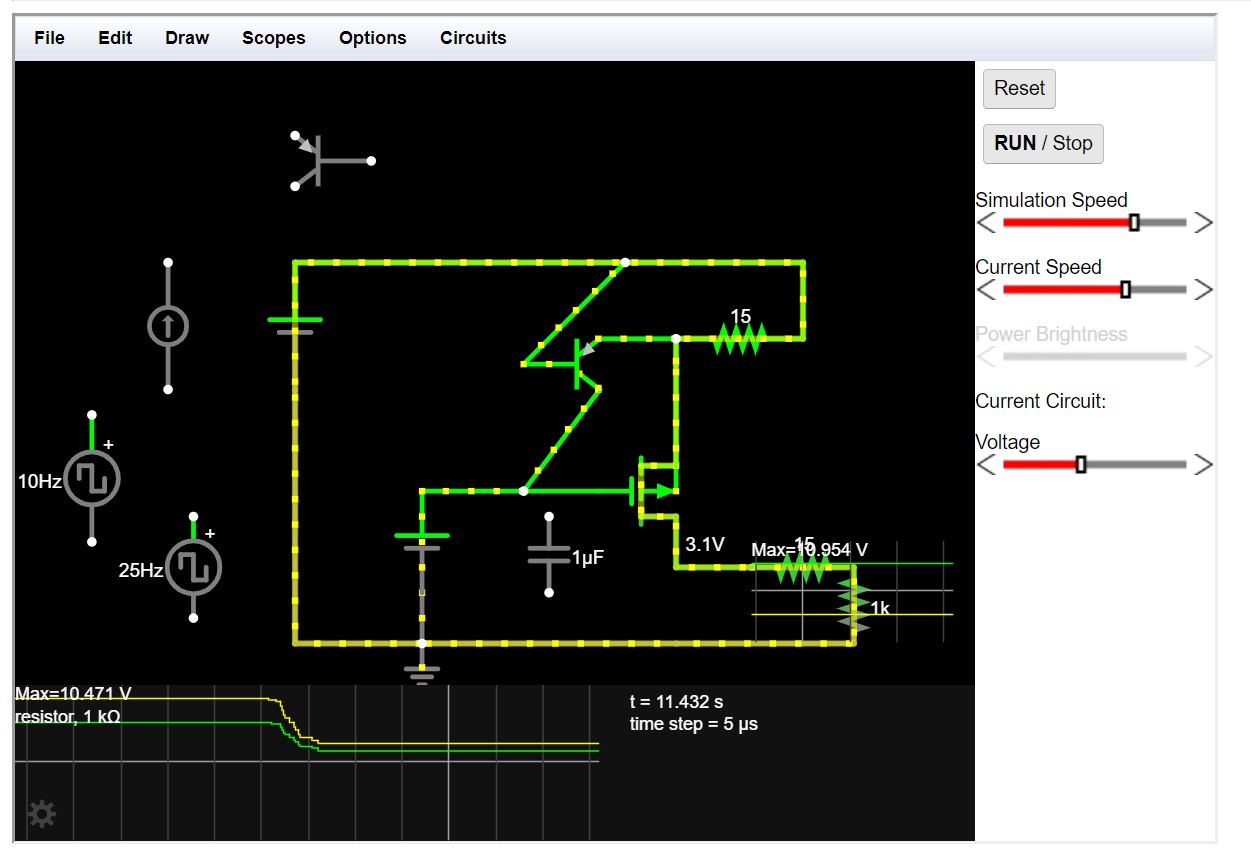 File Edit Draw Scopes Options Circuits
Reset
RUN / Stop
Simulation Speed
Current Speed
Power Brightness
Current Circuit:
Voltage
15
+
10Hz
+
25Hz
1μF
3.1V
15
Max=10.954 V
1k
Max=10.471 V
resistor, 1 kΩ
t = 11.432 s
time step = 5 μs